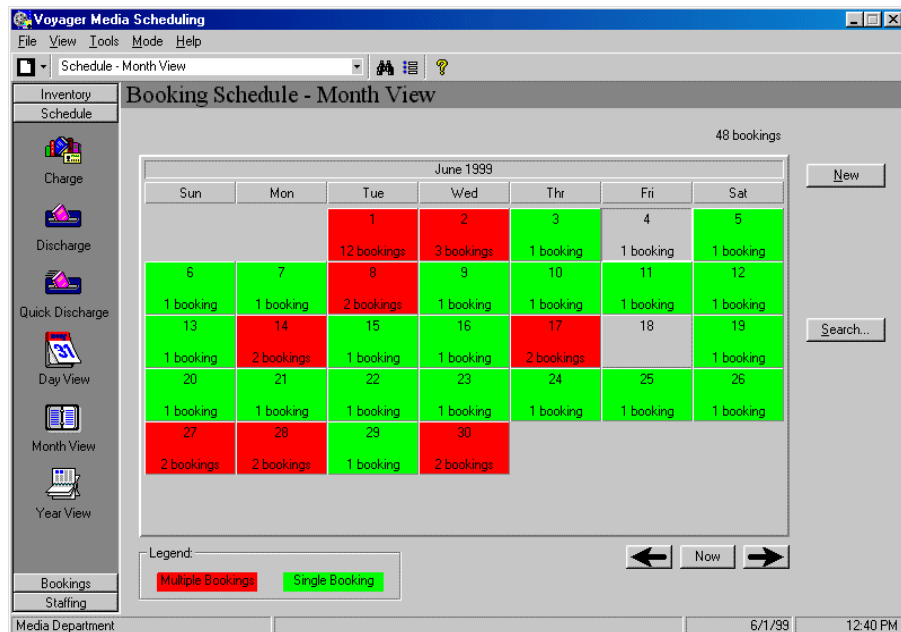 Voyager Media Scheduling
File View Tools Mode Help
Schedule - Month View
Inventory
Schedule
Charge
Discharge
Quick Discharge
31
Day View
Month View
Year View
Bookings
Staffing
Booking Schedule - Month View
48 bookings
June 1999
Sun Mon Tue Wed Thr Fri Sat
1 2 3 4 5
12 bookings 3 bookings 1 booking 1 booking 1 booking
6 7 8 9 10 11 12
1 booking 1 booking 2 bookings 1 booking 1 booking 1 booking 1 booking
13 14 15 16 17 18 19
1 booking 2 bookings 1 booking 1 booking 2 bookings 1 booking
20 21 22 23 24 25 26
1 booking 1 booking 1 booking 1 booking 1 booking 1 booking 1 booking
27 28 29 30
2 bookings 2 bookings 1 booking 2 bookings
New
Search...
Legend:
Multiple Bookings Single Booking
Now
Media Department 6/1/99 12:40 PM